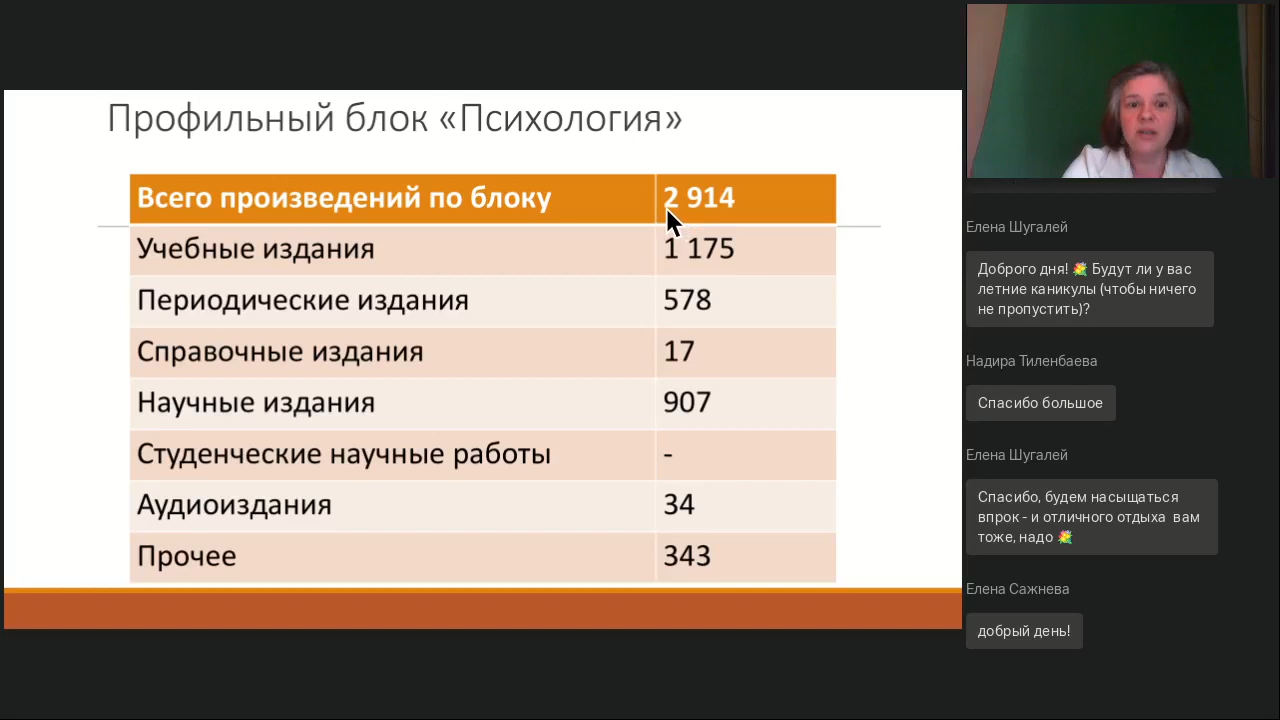 Профильный блок «Психология»
Всего произведений по блоку 2 914
Учебные издания 1 175
Периодические издания 578
Справочные издания 17
Научные издания 907
Студенческие научные работы -
Аудиоиздания 34
Прочее 343
Елена Шугалей
Доброго дня! 💐 Будут ли у вас
летние каникулы (чтобы ничего
не пропустить)?
Надира Тиленбаева
Спасибо большое
Елена Шугалей
Спасибо, будем насыщаться
впрок - и отличного отдыха вам
тоже, надо 💐
Елена Сажнева
добрый день!